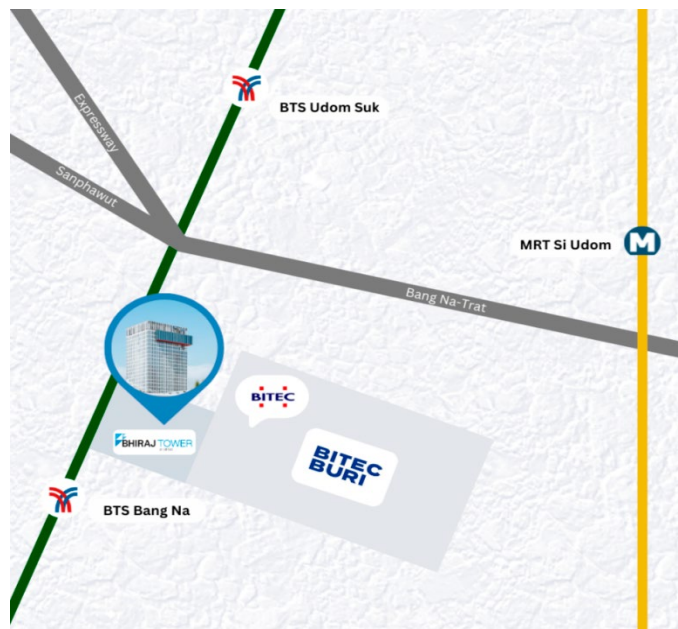 Expressway
BTS Udom Suk
Sanphawut
MRT Si Udom
M
Bang Na-Trat
BITEC
BHIRAJ TOWER
BITEC
BURI
BTS Bang Na